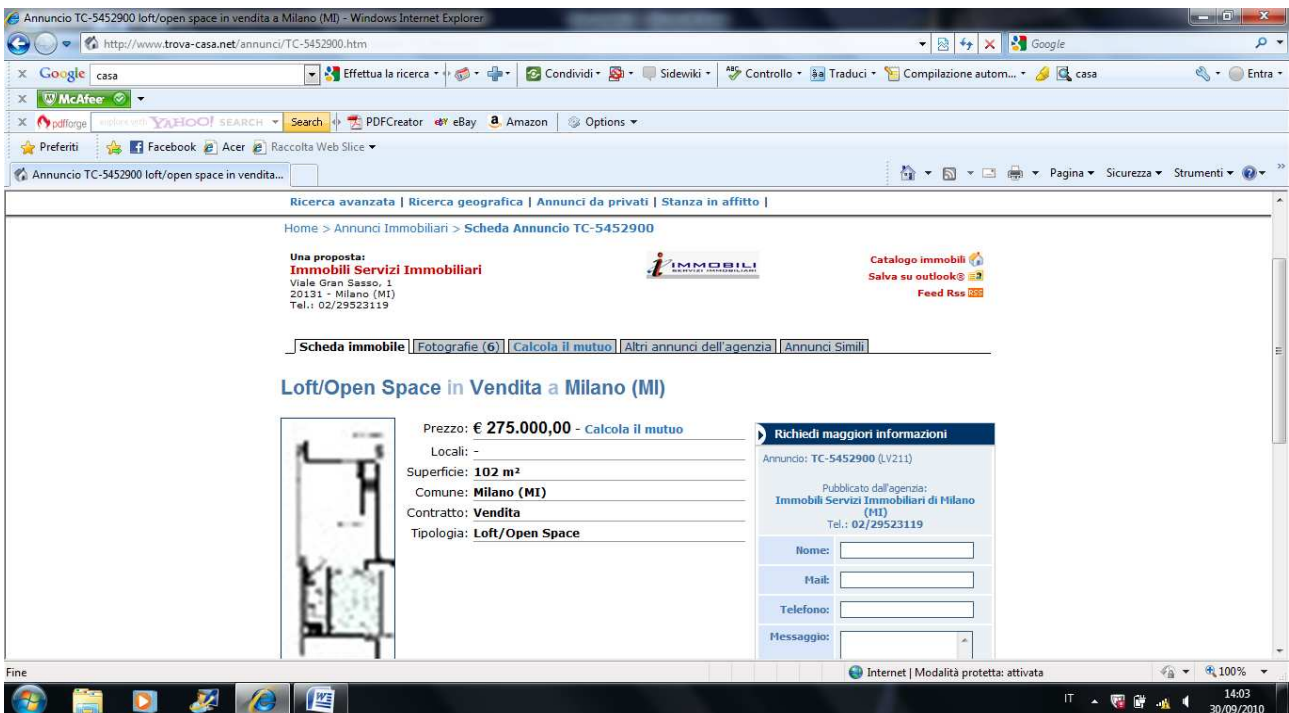 Annuncio TC-5452900 loft/open space in vendita a Milano (MI) - Windows Internet Explorer
http://www.trova-casa.net/annunci/TC-5452900.htm
Google
x Google casa Effettua la ricerca Condividi Sidewiki Controllo Traduci Compilazione autom... casa Entra
x McAfee
x pdfforge YAHOO! SEARCH Search PDFCreator eBay Amazon Options
Preferiti Facebook Acer Raccolta Web Slice
Annuncio TC-5452900 loft/open space in vendita... Pagina Sicurezza Strumenti
Ricerca avanzata | Ricerca geografica | Annunci da privati | Stanza in affitto |
Home > Annunci Immobiliari > Scheda Annuncio TC-5452900
Una proposta:
Immobili Servizi Immobiliari
Viale Gran Sasso, 1
20131 - Milano (MI)
Tel.: 02/29523119
IMMOBILI
SERVIZI IMMOBILIARI
Catalogo immobili
Salva su outlook®
Feed Rss RSS
Scheda immobile Fotografie (6) Calcola il mutuo Altri annunci dell'agenzia Annunci Simili
Loft/Open Space in Vendita a Milano (MI)
Prezzo: € 275.000,00 - Calcola il mutuo
Locali: -
Superficie: 102 m²
Comune: Milano (MI)
Contratto: Vendita
Tipologia: Loft/Open Space
Richiedi maggiori informazioni
Annuncio: TC-5452900 (LV211)
Pubblicato dall'agenzia:
Immobili Servizi Immobiliari di Milano
(MI)
Tel.: 02/29523119
Nome:
Mail:
Telefono:
Messaggio:
Fine Internet | Modalità protetta: attivata 100%
IT 14:03
30/09/2010